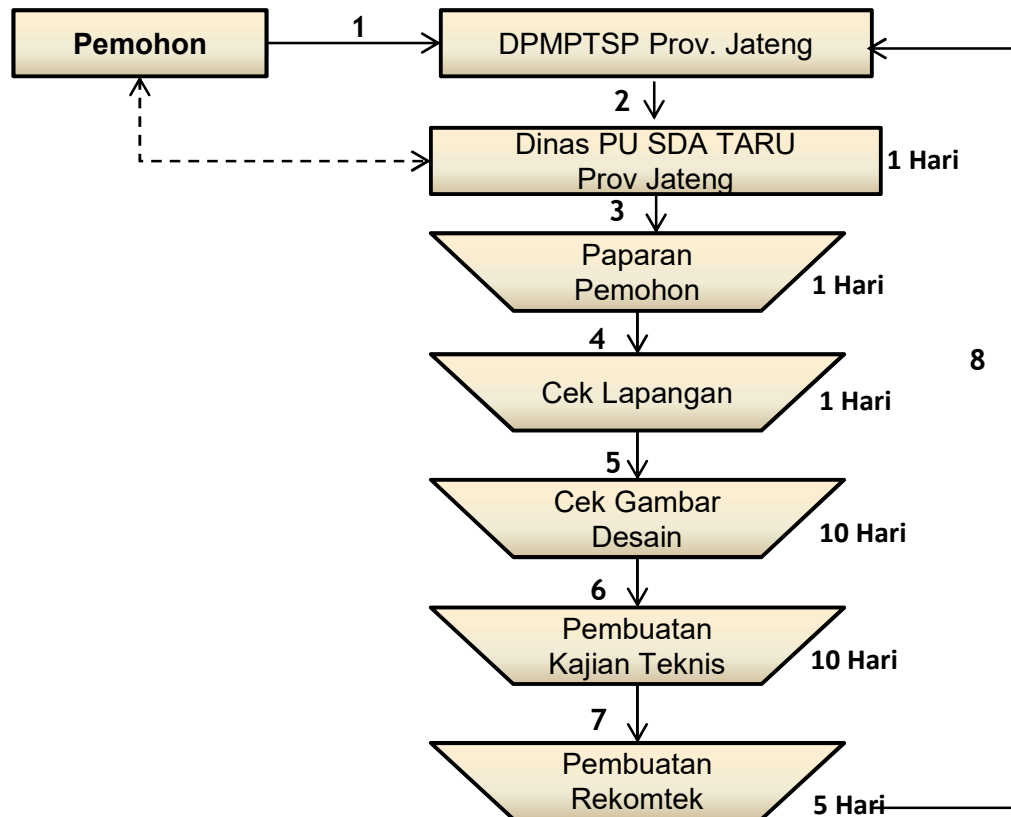 Pemohon
1
DPMPTSP Prov. Jateng
2
Dinas PU SDA TARU
Prov Jateng
1 Hari
3
Paparan
Pemohon
1 Hari
4
Cek Lapangan
1 Hari
8
5
Cek Gambar
Desain
10 Hari
6
Pembuatan
Kajian Teknis
10 Hari
7
Pembuatan
Rekomtek
5 Hari